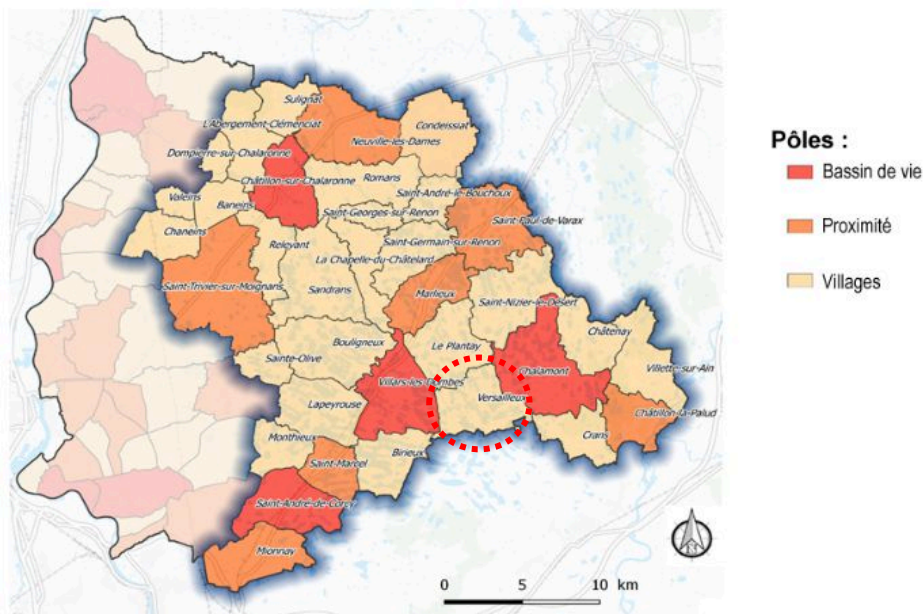 Sulignat
L'Abergement-Clémenciat
Neuville-les-Dames
Condeissiat
Dompierre-sur-Chalaronne
Châtillon-sur-Chalaronne
Romans
Saint-André-le-Bouchoux
Valeins
Baneins
Saint-Georges-sur-Renon
Saint-Paul-de-Varax
Chaneins
Relevant
Saint-Germain-sur-Renon
La Chapelle-du-Châtelard
Saint-Trivier-sur-Moignans
Sandrans
Marlieux
Saint-Nizier-le-Désert
Châtenay
Bouligneux
Le Plantay
Sainte-Olive
Chalamont
Villette-sur-Ain
Villars-les-Dombes
Versailleux
Lapeyrouse
Châtillon-la-Palud
Monthieux
Crans
Birieux
Saint-Marcel
Saint-André-de-Corcy
Mionnay
Pôles :
Bassin de vie
Proximité
Villages
0 5 10 km